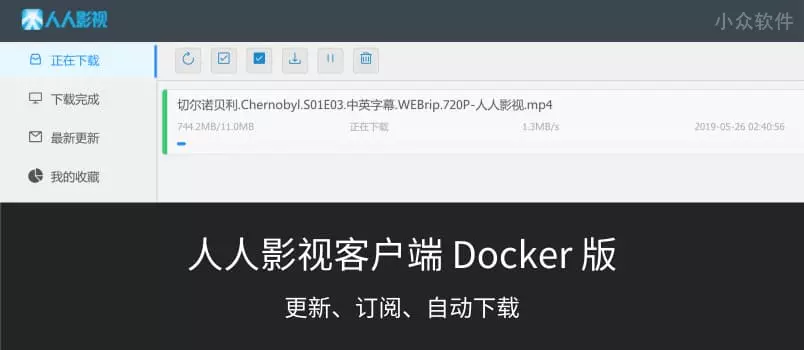 人人影视
小众软件
正在下载
下载完成
最新更新
我的收藏
切尔诺贝利.Chernobyl.S01E03.中英字幕.WEBrip.720P-人人影视.mp4
744.2MB/11.0MB 正在下载 1.3MB/s 2019-05-26 02:40:56
人人影视客户端 Docker 版
更新、订阅、自动下载